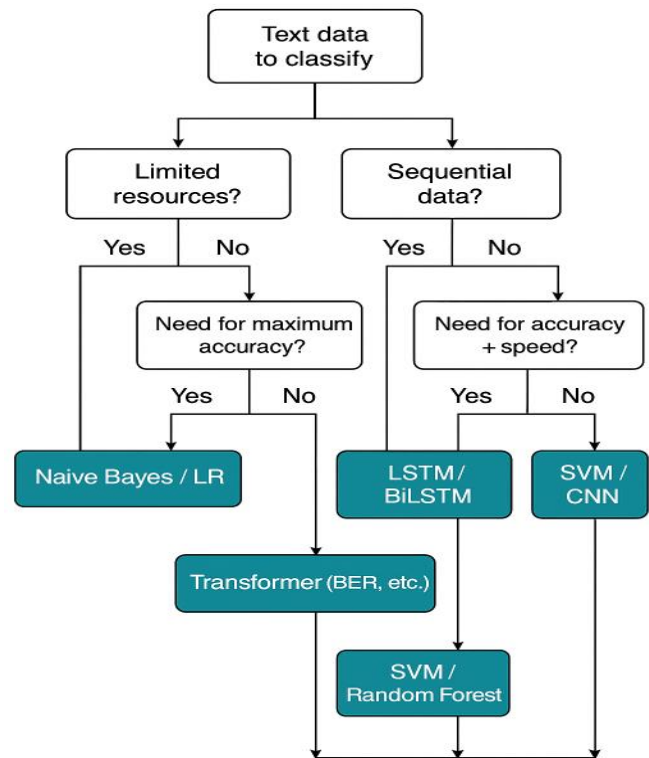 Text data
to classify
Limited
resources?
Sequential
data?
Yes
No
Yes
No
Need for maximum
accuracy?
Need for accuracy
+ speed?
Yes
No
Yes
No
Naive Bayes / LR
LSTM /
BiLSTM
SVM /
CNN
Transformer (BER, etc.)
SVM /
Random Forest